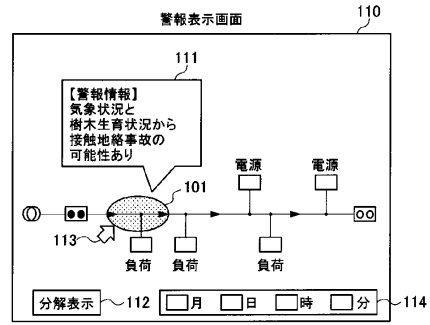 警報表示画面
110
111
【警報情報】
気象状況と
樹木生育状況から
接触地絡事故の
可能性あり
電源
電源
101
113
負荷
負荷
負荷
分解表示
112
月
日
時
分
114